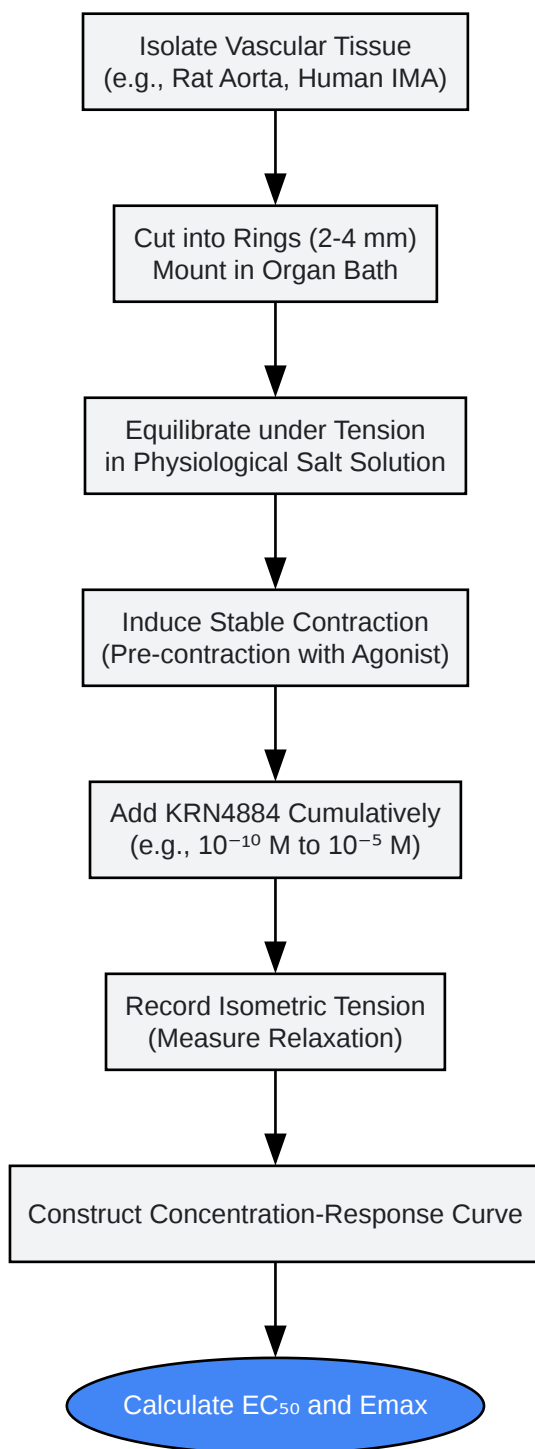 Isolate Vascular Tissue
(e.g., Rat Aorta, Human IMA)
Cut into Rings (2-4 mm)
Mount in Organ Bath
Equilibrate under Tension
in Physiological Salt Solution
Induce Stable Contraction
(Pre-contraction with Agonist)
Add KRN4884 Cumulatively
(e.g., 10⁻¹⁰ M to 10⁻⁵ M)
Record Isometric Tension
(Measure Relaxation)
Construct Concentration-Response Curve
Calculate EC₅₀ and Emax